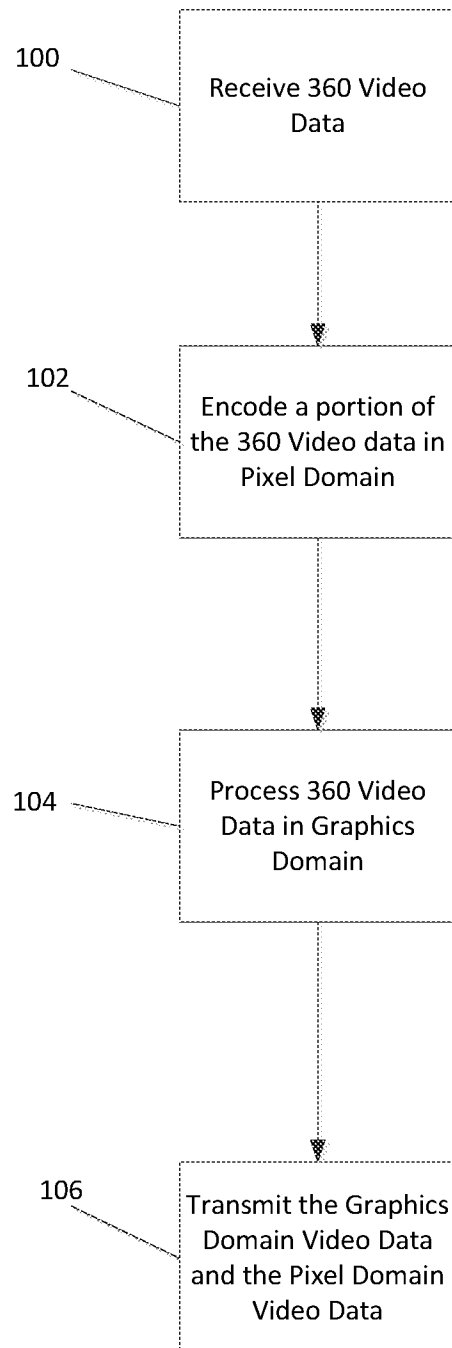 100
Receive 360 Video
Data
102
Encode a portion of
the 360 Video data in
Pixel Domain
104
Process 360 Video
Data in Graphics
Domain
106
Transmit the Graphics
Domain Video Data
and the Pixel Domain
Video Data